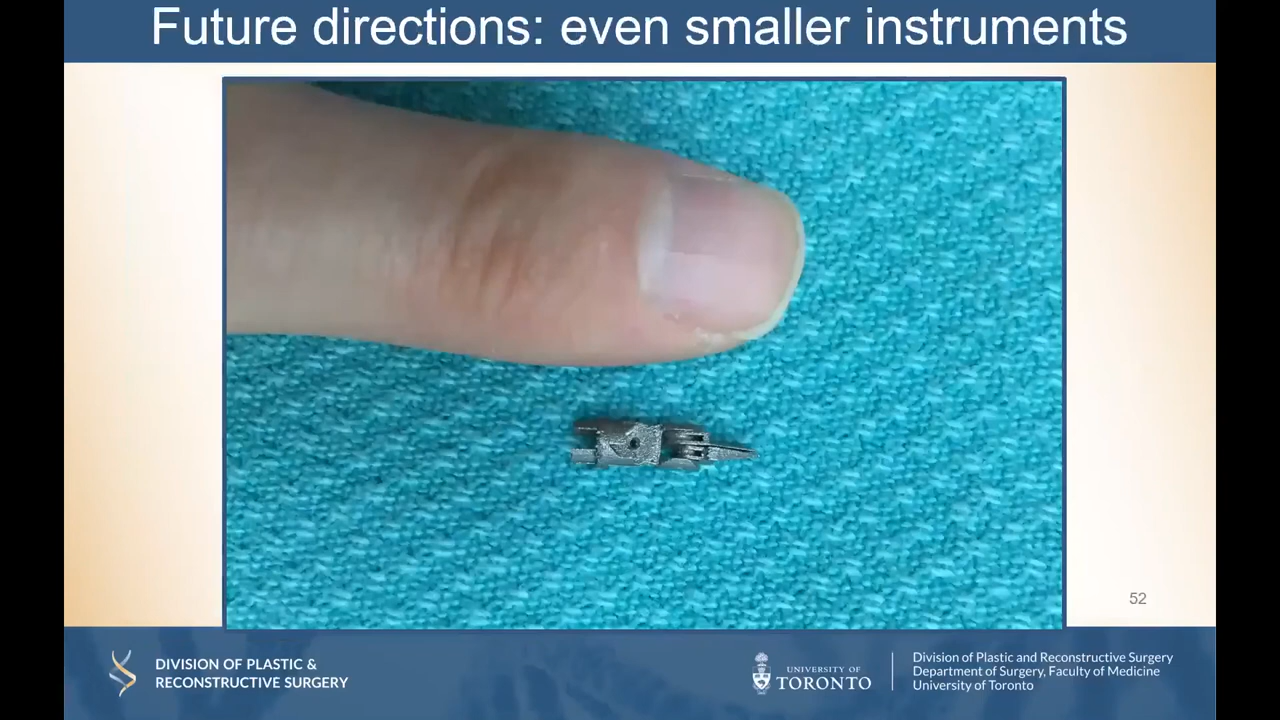 Future directions: even smaller instruments
52
DIVISION OF PLASTIC &
RECONSTRUCTIVE SURGERY
UNIVERSITY OF
TORONTO
Division of Plastic and Reconstructive Surgery
Department of Surgery, Faculty of Medicine
University of Toronto